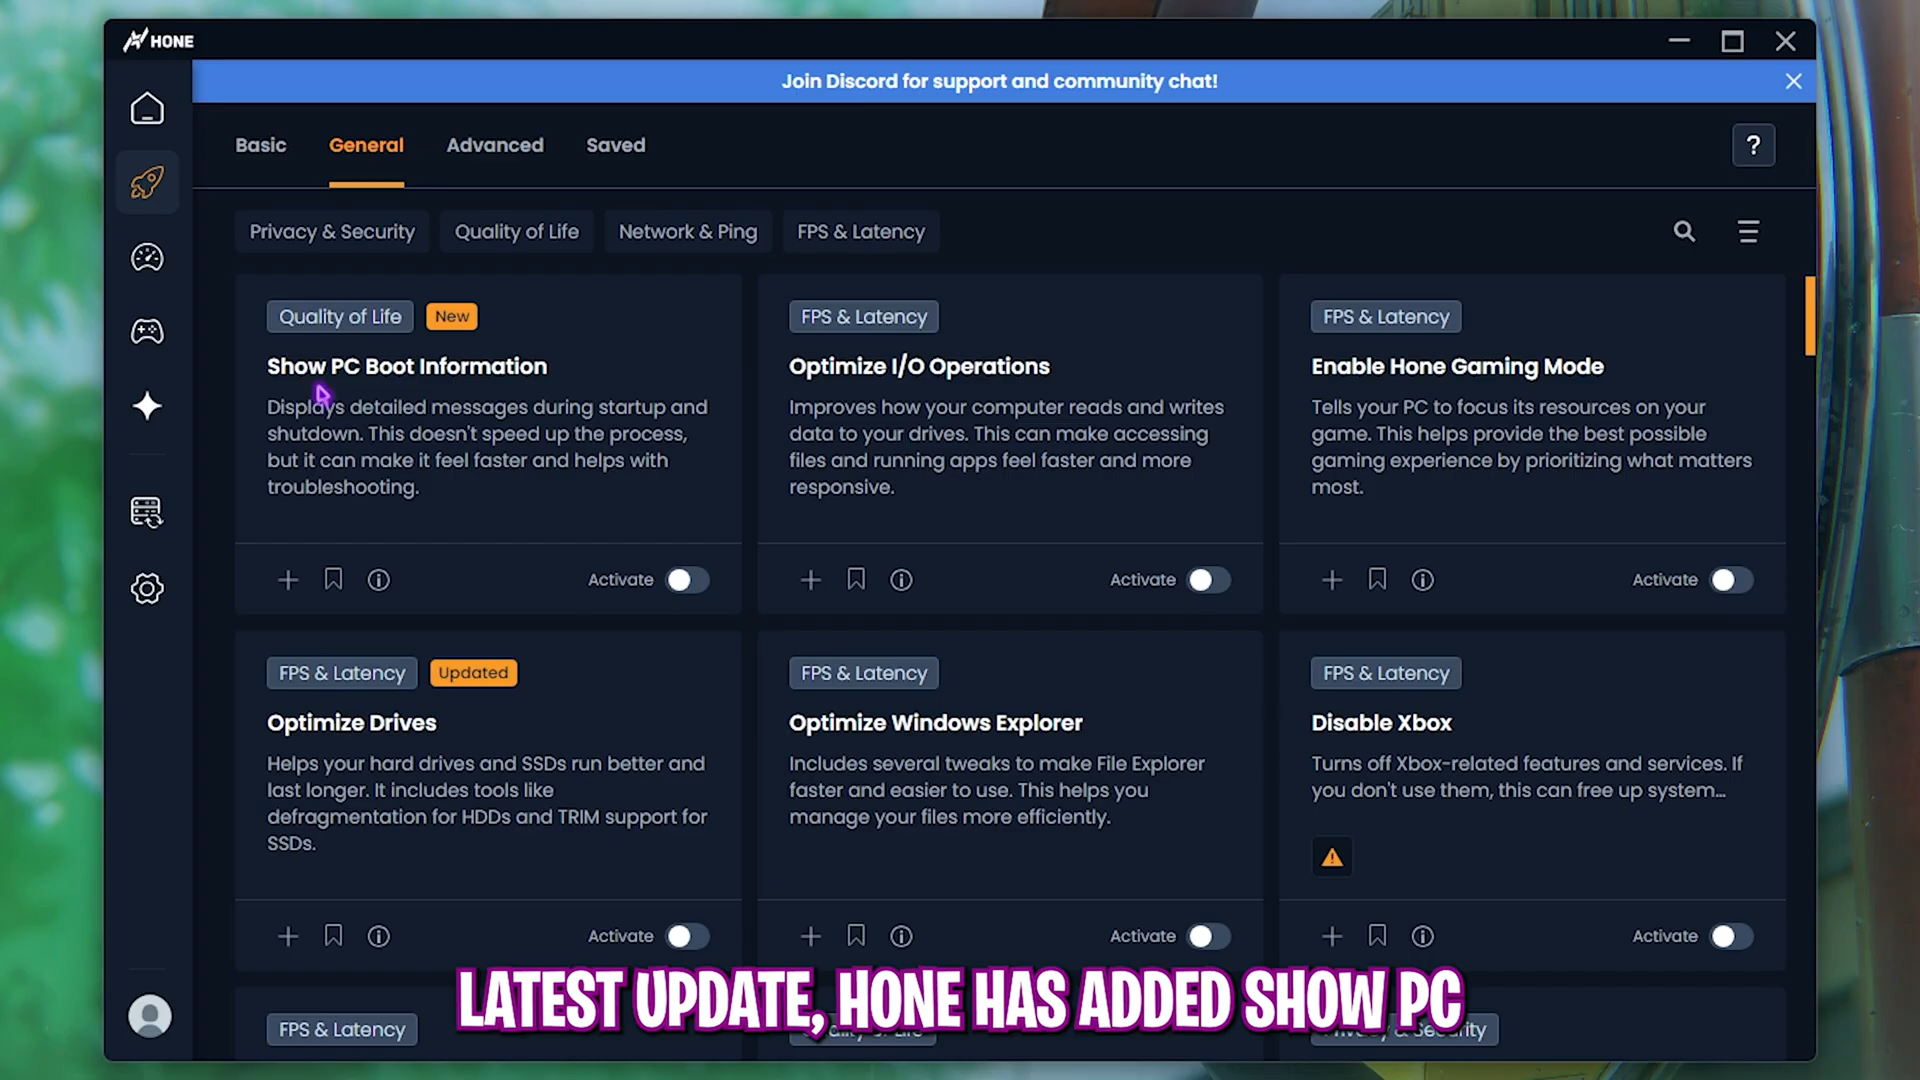 HONE
Join Discord for support and community chat!
Basic General Advanced Saved
?
Privacy & Security Quality of Life Network & Ping FPS & Latency
Quality of Life New
Show PC Boot Information
Displays detailed messages during startup and
shutdown. This doesn't speed up the process,
but it can make it feel faster and helps with
troubleshooting.
Activate
FPS & Latency
Optimize I/O Operations
Improves how your computer reads and writes
data to your drives. This can make accessing
files and running apps feel faster and more
responsive.
Activate
FPS & Latency
Enable Hone Gaming Mode
Tells your PC to focus its resources on your
game. This helps provide the best possible
gaming experience by prioritizing what matters
most.
Activate
FPS & Latency Updated
Optimize Drives
Helps your hard drives and SSDs run better and
last longer. It includes tools like
defragmentation for HDDs and TRIM support for
SSDs.
Activate
FPS & Latency
Optimize Windows Explorer
Includes several tweaks to make File Explorer
faster and easier to use. This helps you
manage your files more efficiently.
Activate
FPS & Latency
Disable Xbox
Turns off Xbox-related features and services. If
you don't use them, this can free up system...
Activate
LATEST UPDATE, HONE HAS ADDED SHOW PC
FPS & Latency
Quality of Life
Privacy & Security